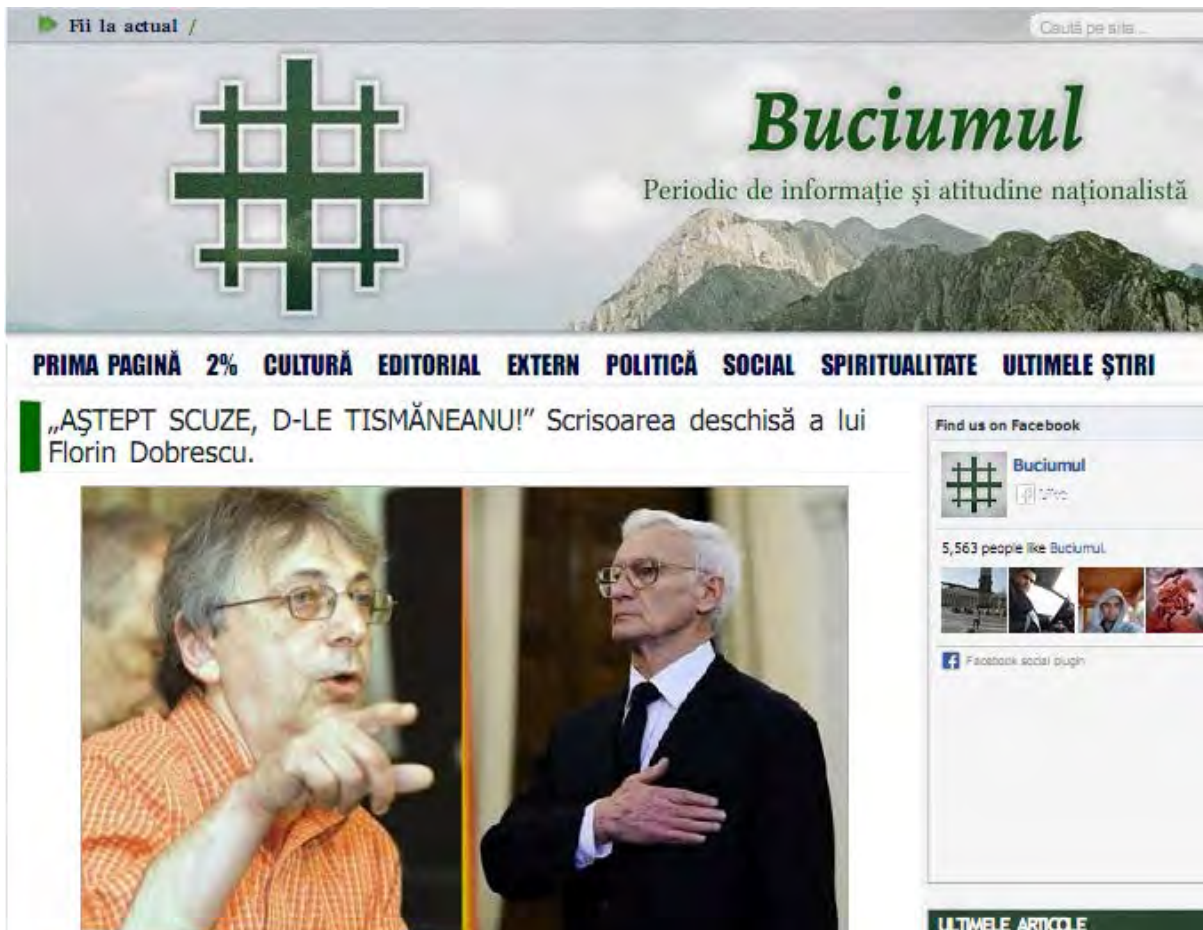 Fii la actual /
Caută pe site...
Buciumul
Periodic de informație și atitudine naționalistă
PRIMA PAGINĂ 2% CULTURĂ EDITORIAL EXTERN POLITICĂ SOCIAL SPIRITUALITATE ULTIMELE ȘTIRI
„AȘTEPT SCUZE, D-LE TISMĂNEANU!” Scrisoarea deschisă a lui
Florin Dobrescu.
Find us on Facebook
Buciumul
5,563 people like Buciumul.
Facebook social plugin
ULTIMELE ARTICOLE